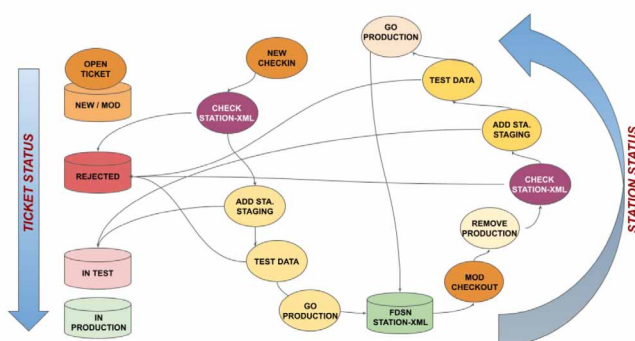 GO
PRODUCTION
OPEN
TICKET
NEW
CHECKIN
TEST DATA
NEW / MOD
CHECK
STATION-XML
ADD STA.
STAGING
TICKET STATUS
REJECTED
CHECK
STATION-XML
STATION STATUS
ADD STA.
STAGING
REMOVE
PRODUCTION
IN TEST
TEST DATA
MOD
CHECKOUT
GO
PRODUCTION
FDSN
STATION-XML
IN
PRODUCTION